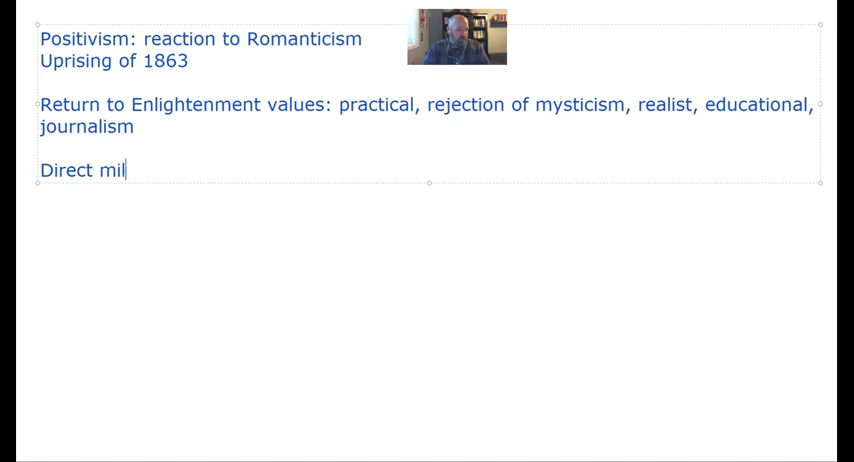 Positivism: reaction to Romanticism
Uprising of 1863
Return to Enlightenment values: practical, rejection of mysticism, realist, educational,
journalism
Direct mil